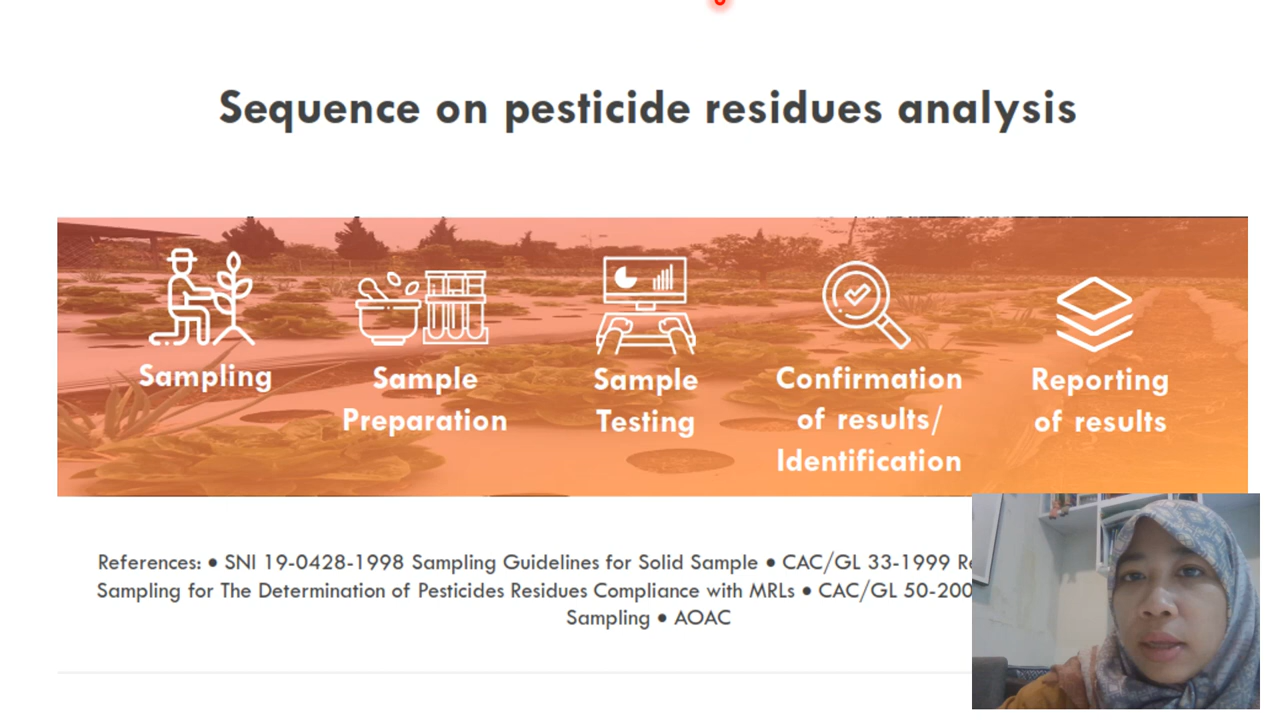 Sequence on pesticide residues analysis
Sampling
Sample
Preparation
Sample
Testing
Confirmation
of results/
Identification
Reporting
of results
References: ● SNI 19-0428-1998 Sampling Guidelines for Solid Sample ● CAC/GL 33-1999
Sampling for The Determination of Pesticides Residues Compliance with MRLs ● CAC/GL
Sampling ● AOAC